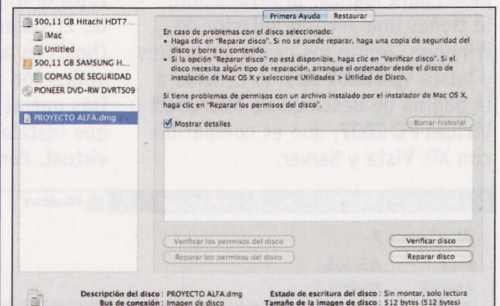 500,11 GB Hitachi HDT7...
iMac
Untitled
500,11 GB SAMSUNG H...
COPIAS DE SEGURIDAD
PIONEER DVD-RW DVRTS09
PROYECTO ALFA.dmg
Primera Ayuda Restaurar
En caso de problemas con el disco seleccionado:
• Haga clic en "Reparar disco". Si no se puede reparar, haga una copia de seguridad del
disco y borre su contenido.
• Si la opción "Reparar disco" no está disponible, haga clic en "Verificar disco". Si el
disco necesita algún tipo de reparación, arranque el ordenador desde el disco de
instalación de Mac OS X y seleccione Utilidades > Utilidad de Disco.
Si tiene problemas de permisos con un archivo instalado por el instalador de Mac OS X,
haga clic en "Reparar los permisos del disco".
Mostrar detalles
Borrar historial
Verificar los permisos del disco
Verificar disco
Reparar los permisos del disco
Reparar disco
Descripción del disco : PROYECTO ALFA.dmg
Estado de escritura del disco : Sin montar, solo lectura
Bus de conexión : Imagen de disco
Tamaño de la imagen de disco : 512 bytes (512 bytes)